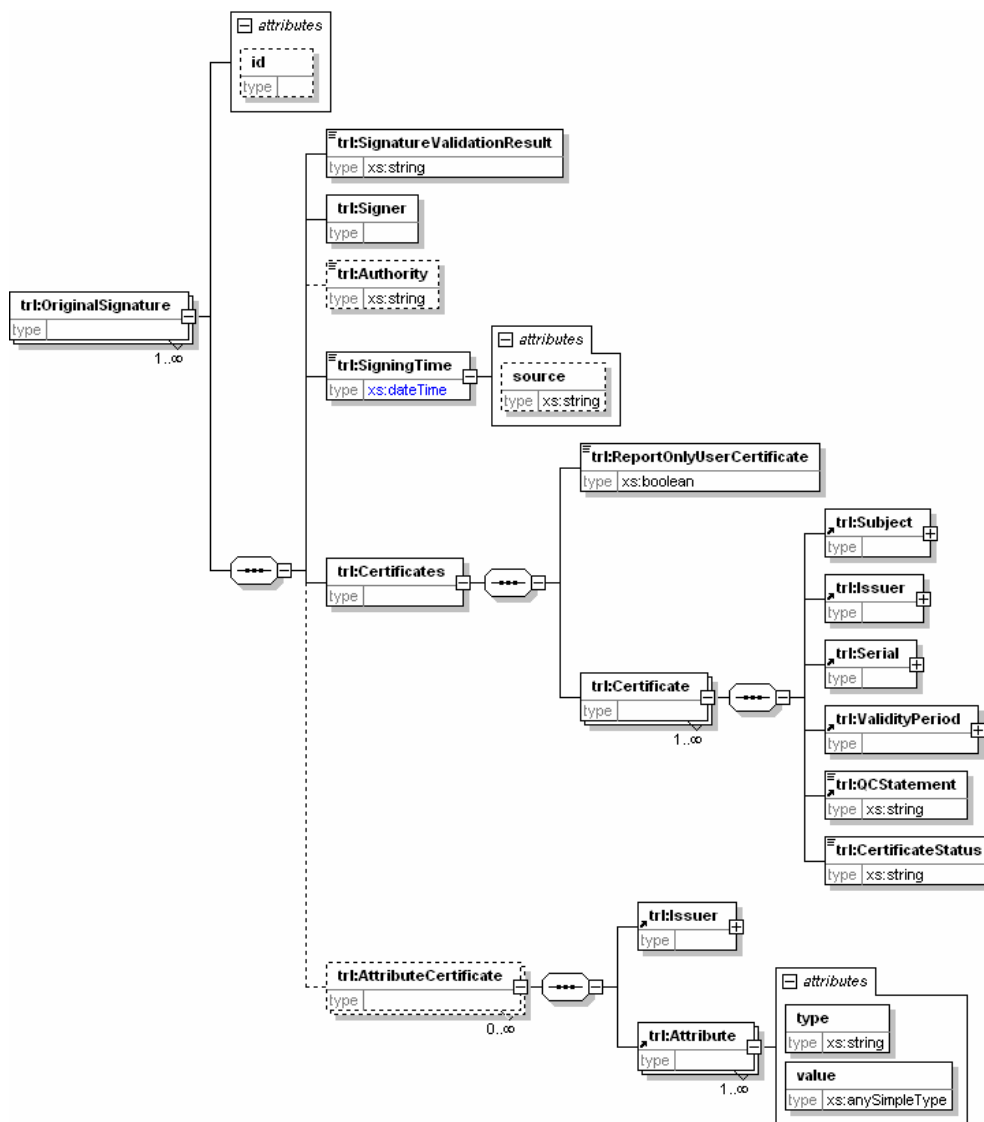 attributes
id
type
trl:SignatureValidationResult
type xs:string
trl:Signer
type
trl:Authority
type xs:string
trl:OriginalSignature
type
1..∞
trl:SigningTime
type xs:dateTime
attributes
source
type xs:string
trl:Certificates
type
trl:ReportOnlyUserCertificate
type xs:boolean
trl:Certificate
type
1..∞
trl:Subject
type
trl:Issuer
type
trl:Serial
type
trl:ValidityPeriod
type
trl:QCStatement
type xs:string
trl:CertificateStatus
type xs:string
trl:AttributeCertificate
type
0..∞
trl:Issuer
type
trl:Attribute
type
1..∞
attributes
type
type xs:string
value
type xs:anySimpleType